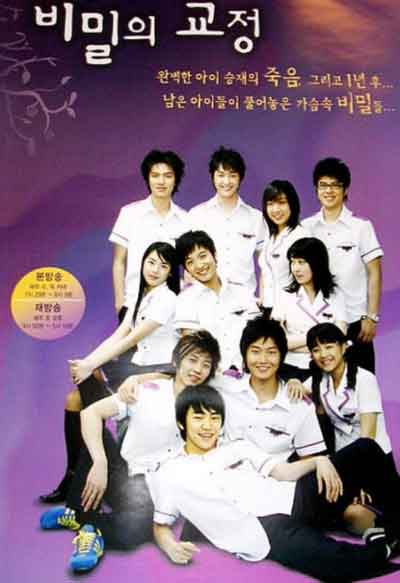 비밀의 교정
완벽한 아이 승재의 죽음, 그리고 1년 후...
남은 아이들이 풀어놓은 가슴속 비밀들...
본방송
재방송